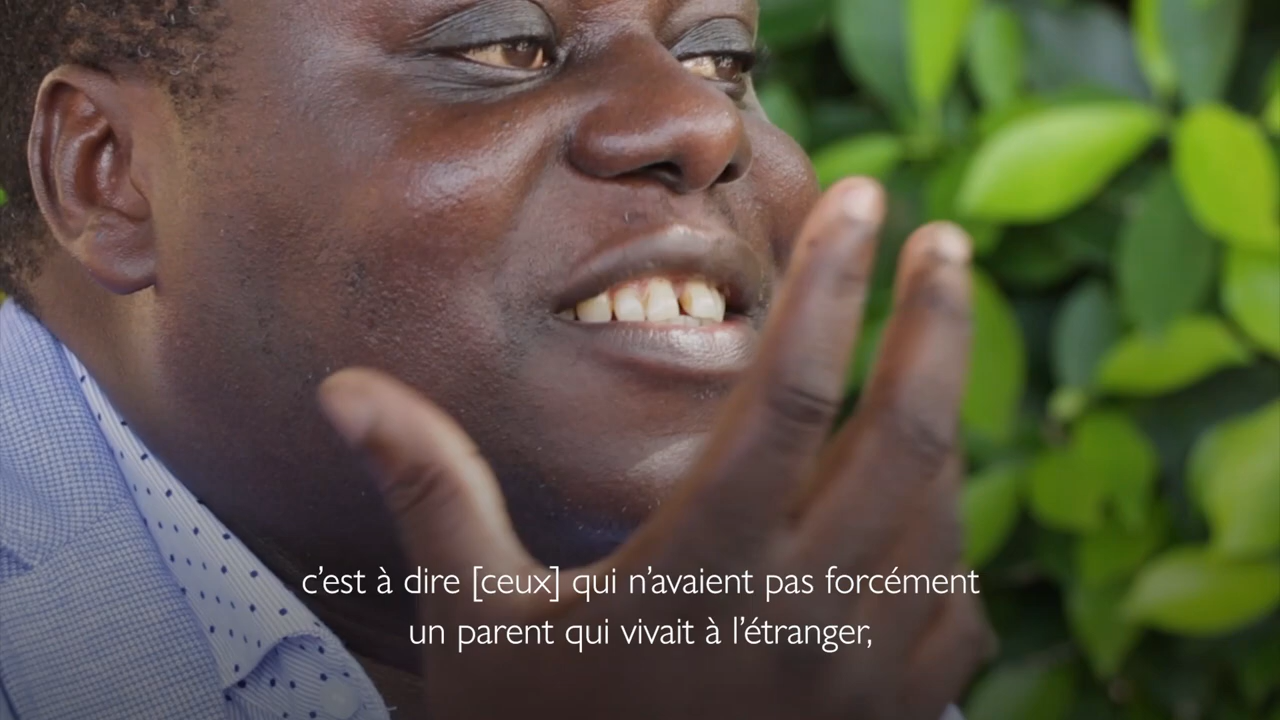 c’est à dire [ceux] qui n’avaient pas forcément
un parent qui vivait à l’étranger,